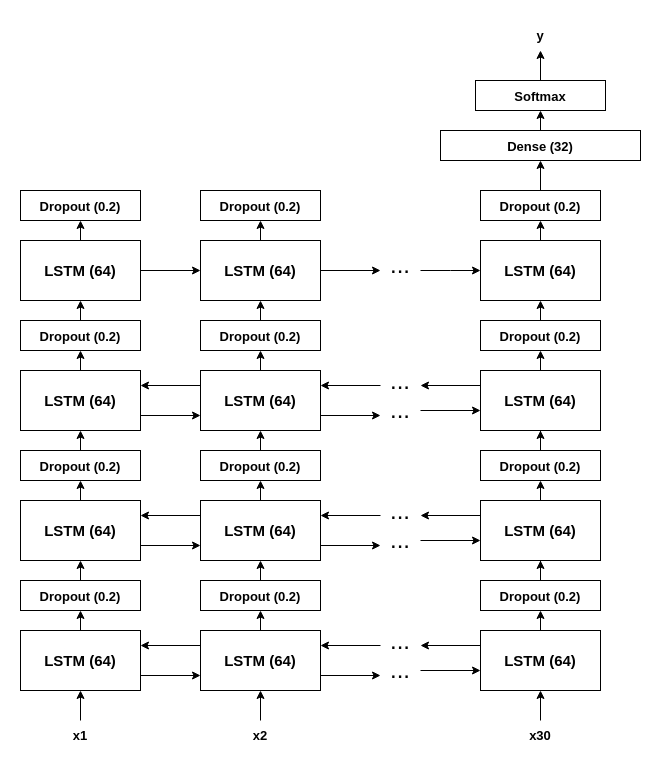 y
Softmax
Dense (32)
Dropout (0.2) Dropout (0.2) Dropout (0.2)
LSTM (64) LSTM (64) ... LSTM (64)
Dropout (0.2) Dropout (0.2) Dropout (0.2)
...
LSTM (64) LSTM (64) LSTM (64)
...
Dropout (0.2) Dropout (0.2) Dropout (0.2)
...
LSTM (64) LSTM (64) LSTM (64)
...
Dropout (0.2) Dropout (0.2) Dropout (0.2)
...
LSTM (64) LSTM (64) LSTM (64)
...
x1 x2 x30